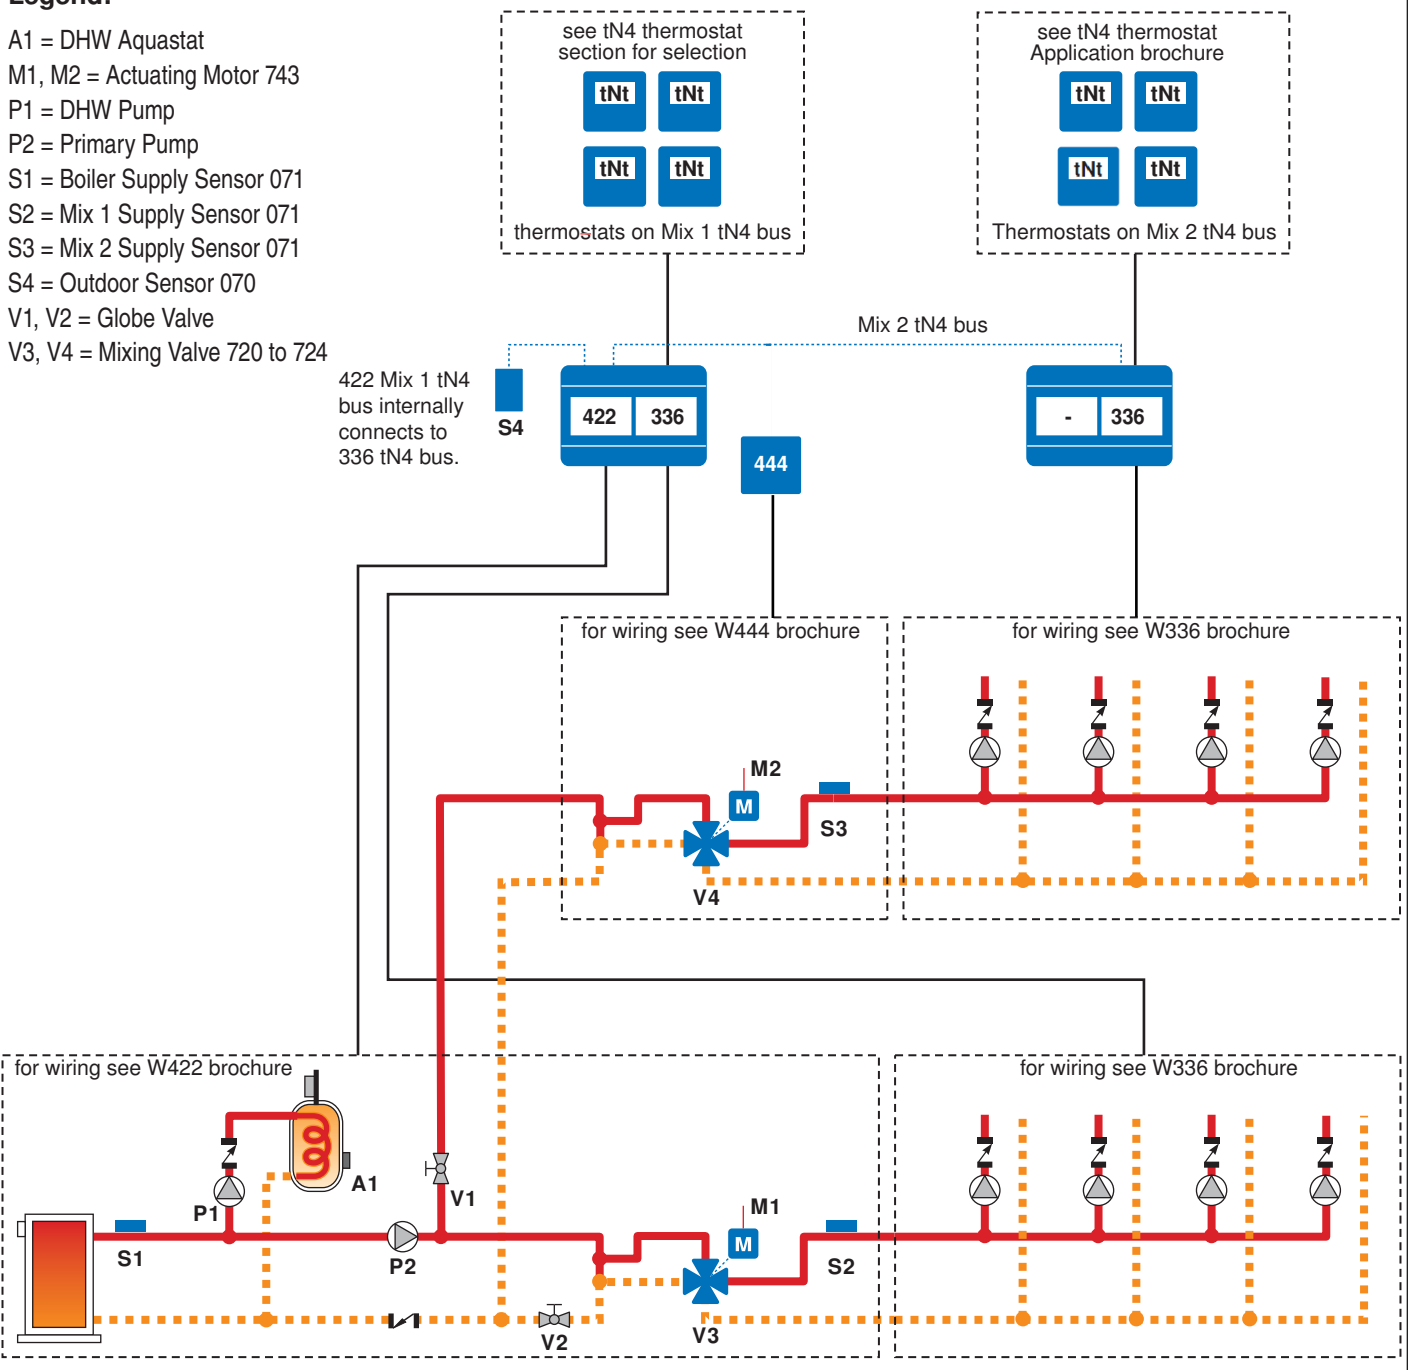 Legend:
A1 = DHW Aquastat
M1, M2 = Actuating Motor 743
P1 = DHW Pump
P2 = Primary Pump
S1 = Boiler Supply Sensor 071
S2 = Mix 1 Supply Sensor 071
S3 = Mix 2 Supply Sensor 071
S4 = Outdoor Sensor 070
V1, V2 = Globe Valve
V3, V4 = Mixing Valve 720 to 724
see tN4 thermostat
section for selection
tNt tNt
tNt tNt
thermostats on Mix 1 tN4 bus
see tN4 thermostat
Application brochure
tNt tNt
tNt tNt
Thermostats on Mix 2 tN4 bus
Mix 2 tN4 bus
422 Mix 1 tN4
bus internally
connects to
336 tN4 bus.
S4
422 336
444
- 336
for wiring see W444 brochure
for wiring see W336 brochure
M2
M
S3
V4
for wiring see W422 brochure
for wiring see W336 brochure
A1
P1
V1
M1
M
S1
P2
S2
V2
V3